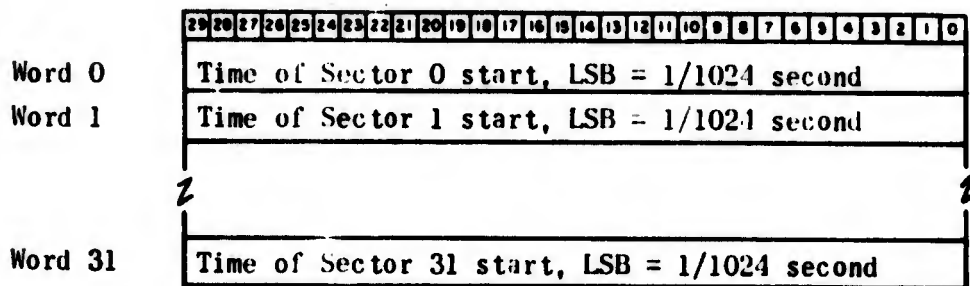 29 28 27 26 25 24 23 22 21 20 19 18 17 16 15 14 13 12 11 10 9 8 7 6 5 4 3 2 1 0
Word 0 Time of Sector 0 start, LSB = 1/1024 second
Word 1 Time of Sector 1 start, LSB = 1/1024 second
Word 31 Time of Sector 31 start, LSB = 1/1024 second